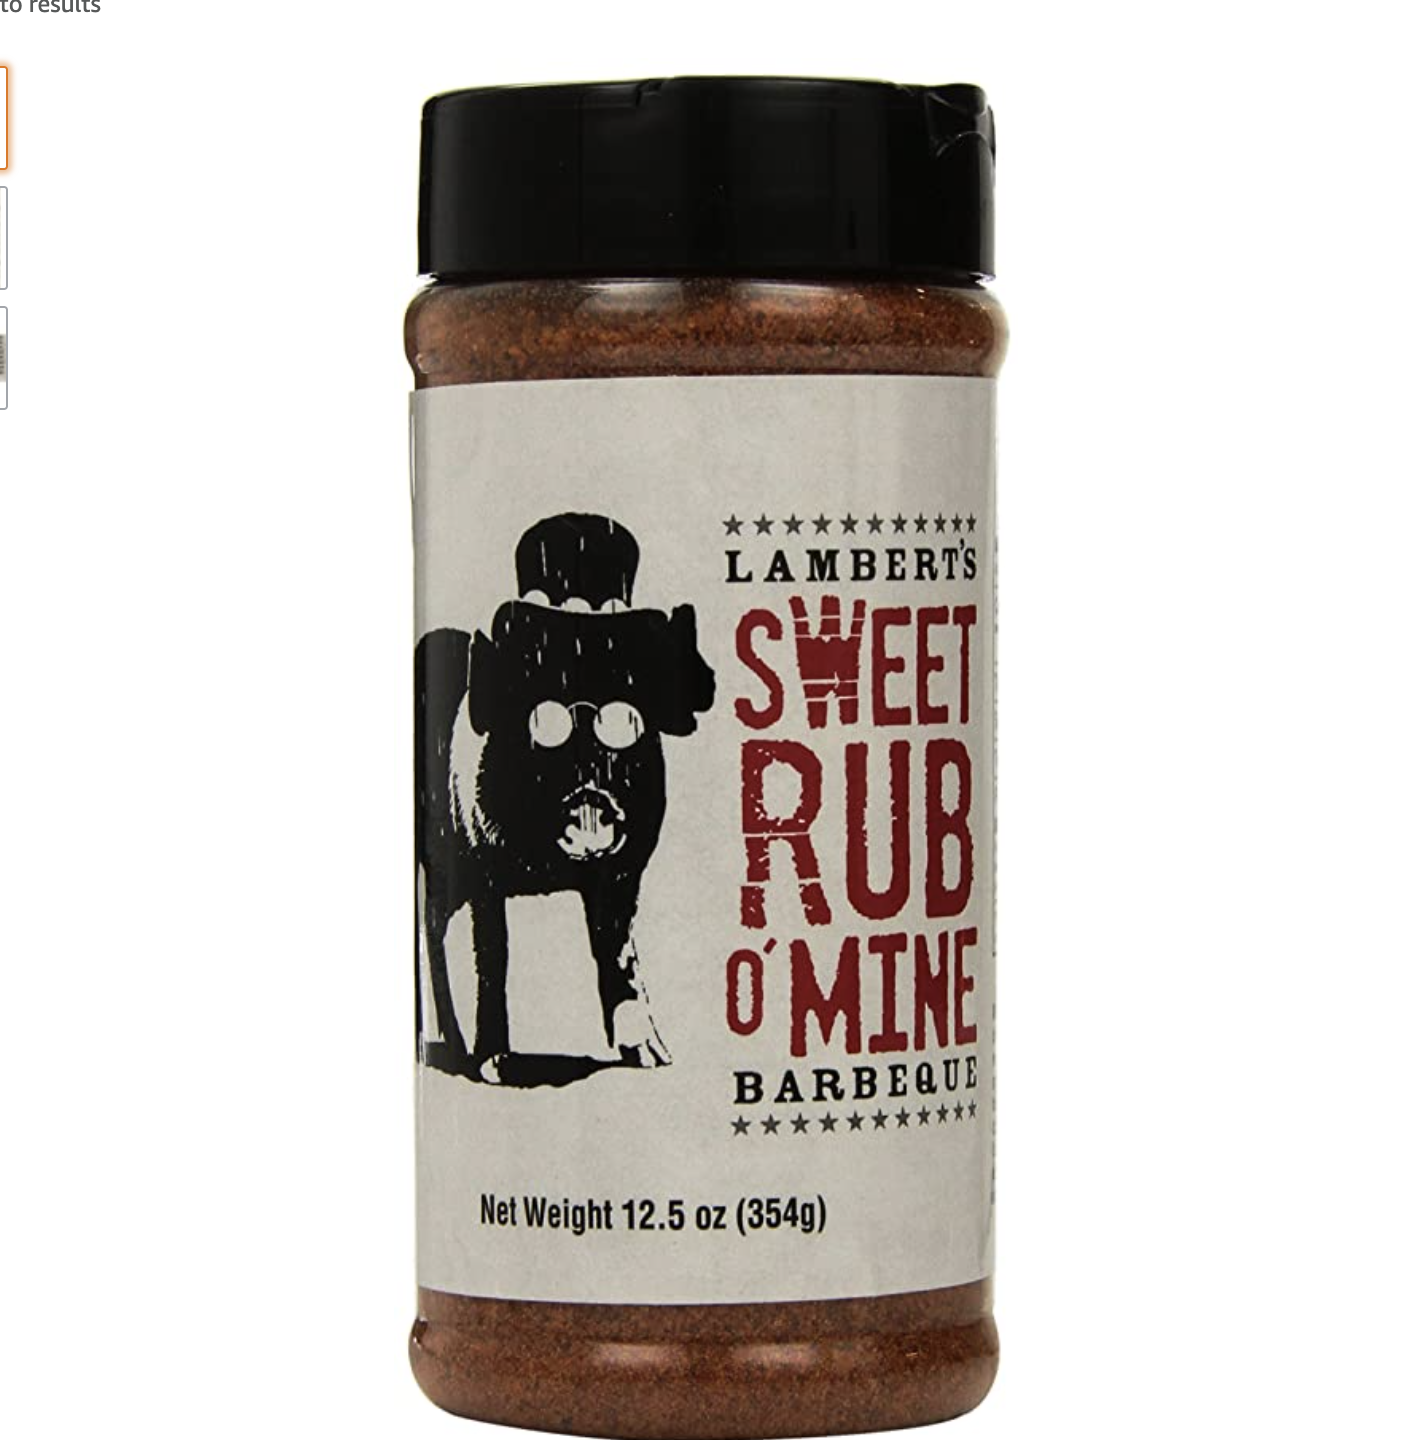 to results
LAMBERT'S
SWEET
RUB
O'MINE
BARBEQUE
Net Weight 12.5 oz (354g)